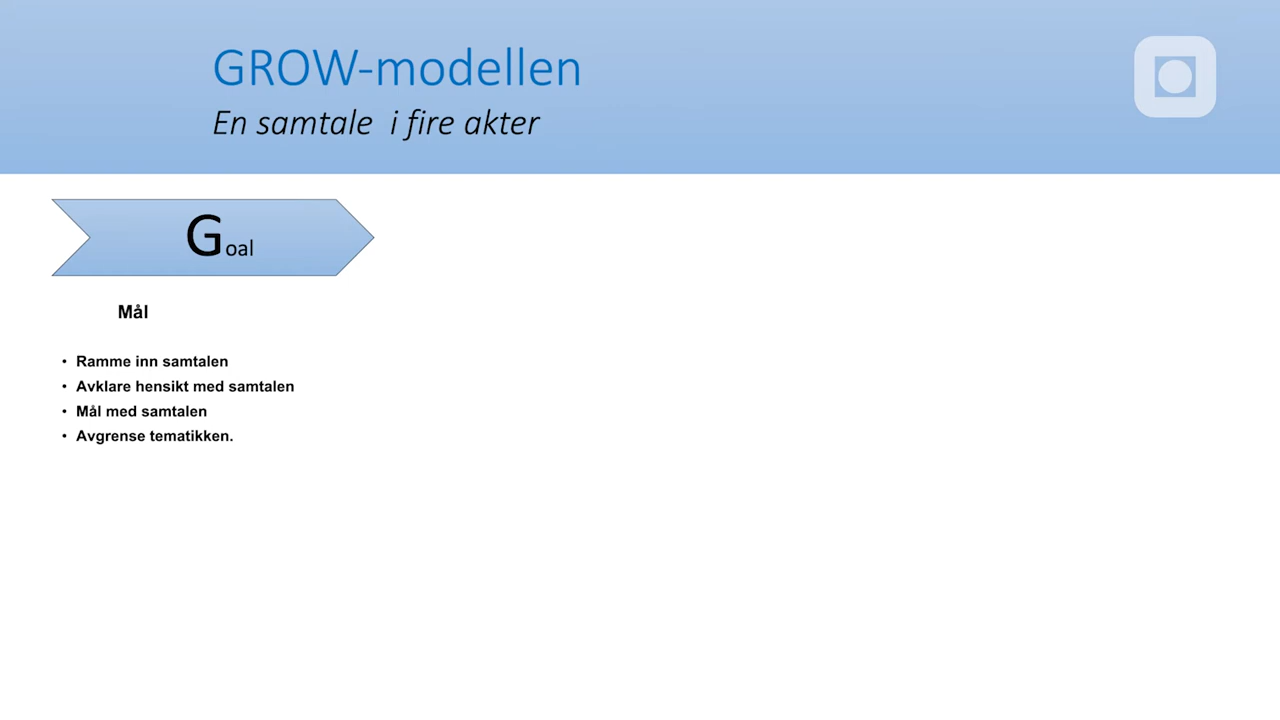 GROW-modellen
En samtale i fire akter
Goal
Mål
• Ramme inn samtalen
• Avklare hensikt med samtalen
• Mål med samtalen
• Avgrense tematikken.